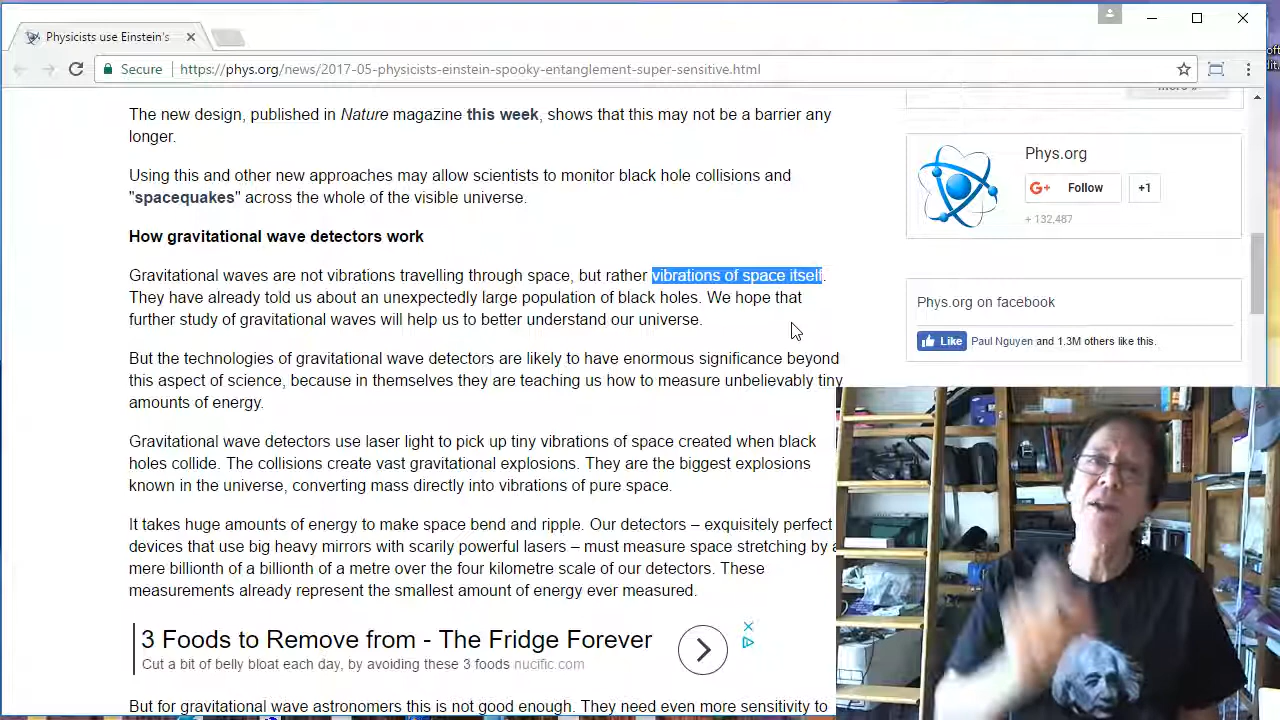 Physicists use Einstein's
Secure
https://phys.org/news/2017-05-physicists-einstein-spooky-entanglement-super-sensitive.html
The new design, published in Nature magazine this week, shows that this may not be a barrier any
longer.
Using this and other new approaches may allow scientists to monitor black hole collisions and
"spacequakes" across the whole of the visible universe.
How gravitational wave detectors work
Gravitational waves are not vibrations travelling through space, but rather vibrations of space itself.
They have already told us about an unexpectedly large population of black holes. We hope that
further study of gravitational waves will help us to better understand our universe.
But the technologies of gravitational wave detectors are likely to have enormous significance beyond
this aspect of science, because in themselves they are teaching us how to measure unbelievably tiny
amounts of energy.
Gravitational wave detectors use laser light to pick up tiny vibrations of space created when black
holes collide. The collisions create vast gravitational explosions. They are the biggest explosions
known in the universe, converting mass directly into vibrations of pure space.
It takes huge amounts of energy to make space bend and ripple. Our detectors – exquisitely perfect
devices that use big heavy mirrors with scarily powerful lasers – must measure space stretching by a
mere billionth of a billionth of a metre over the four kilometre scale of our detectors. These
measurements already represent the smallest amount of energy ever measured.
3 Foods to Remove from - The Fridge Forever
Cut a bit of belly bloat each day, by avoiding these 3 foods nucific.com
But for gravitational wave astronomers this is not good enough. They need even more sensitivity to
Phys.org
G+ Follow
+1
+ 132,487
Phys.org on facebook
Like
Paul Nguyen and 1.3M others like this.